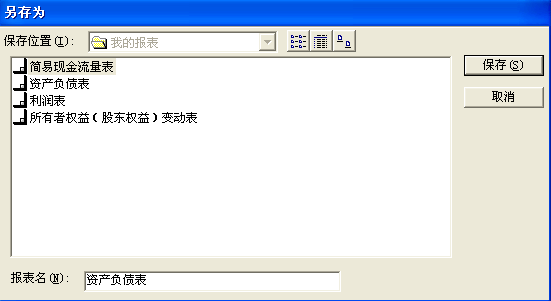 另存为
保存位置(I):
我的报表
简易现金流量表
资产负债表
利润表
所有者权益(股东权益)变动表
保存(S)
取消
报表名(N):
资产负债表